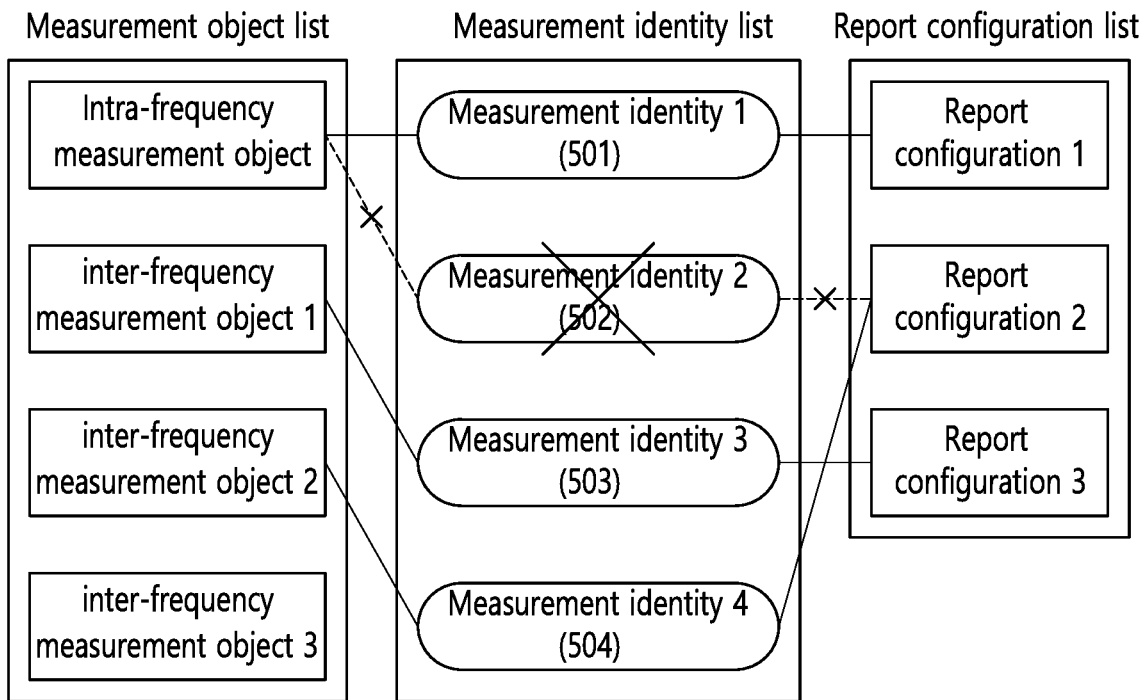 Measurement object list
Measurement identity list
Report configuration list
Intra-frequency
measurement object
Measurement identity 1
(501)
Report
configuration 1
inter-frequency
measurement object 1
Measurement identity 2
(502)
Report
configuration 2
inter-frequency
measurement object 2
Measurement identity 3
(503)
Report
configuration 3
inter-frequency
measurement object 3
Measurement identity 4
(504)